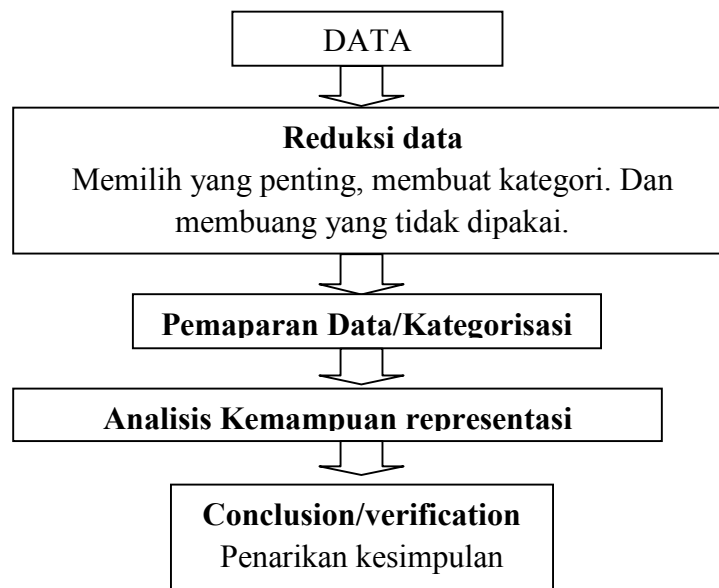 DATA
Reduksi data
Memilih yang penting, membuat kategori. Dan
membuang yang tidak dipakai.
Pemaparan Data/Kategorisasi
Analisis Kemampuan representasi
Conclusion/verification
Penarikan kesimpulan